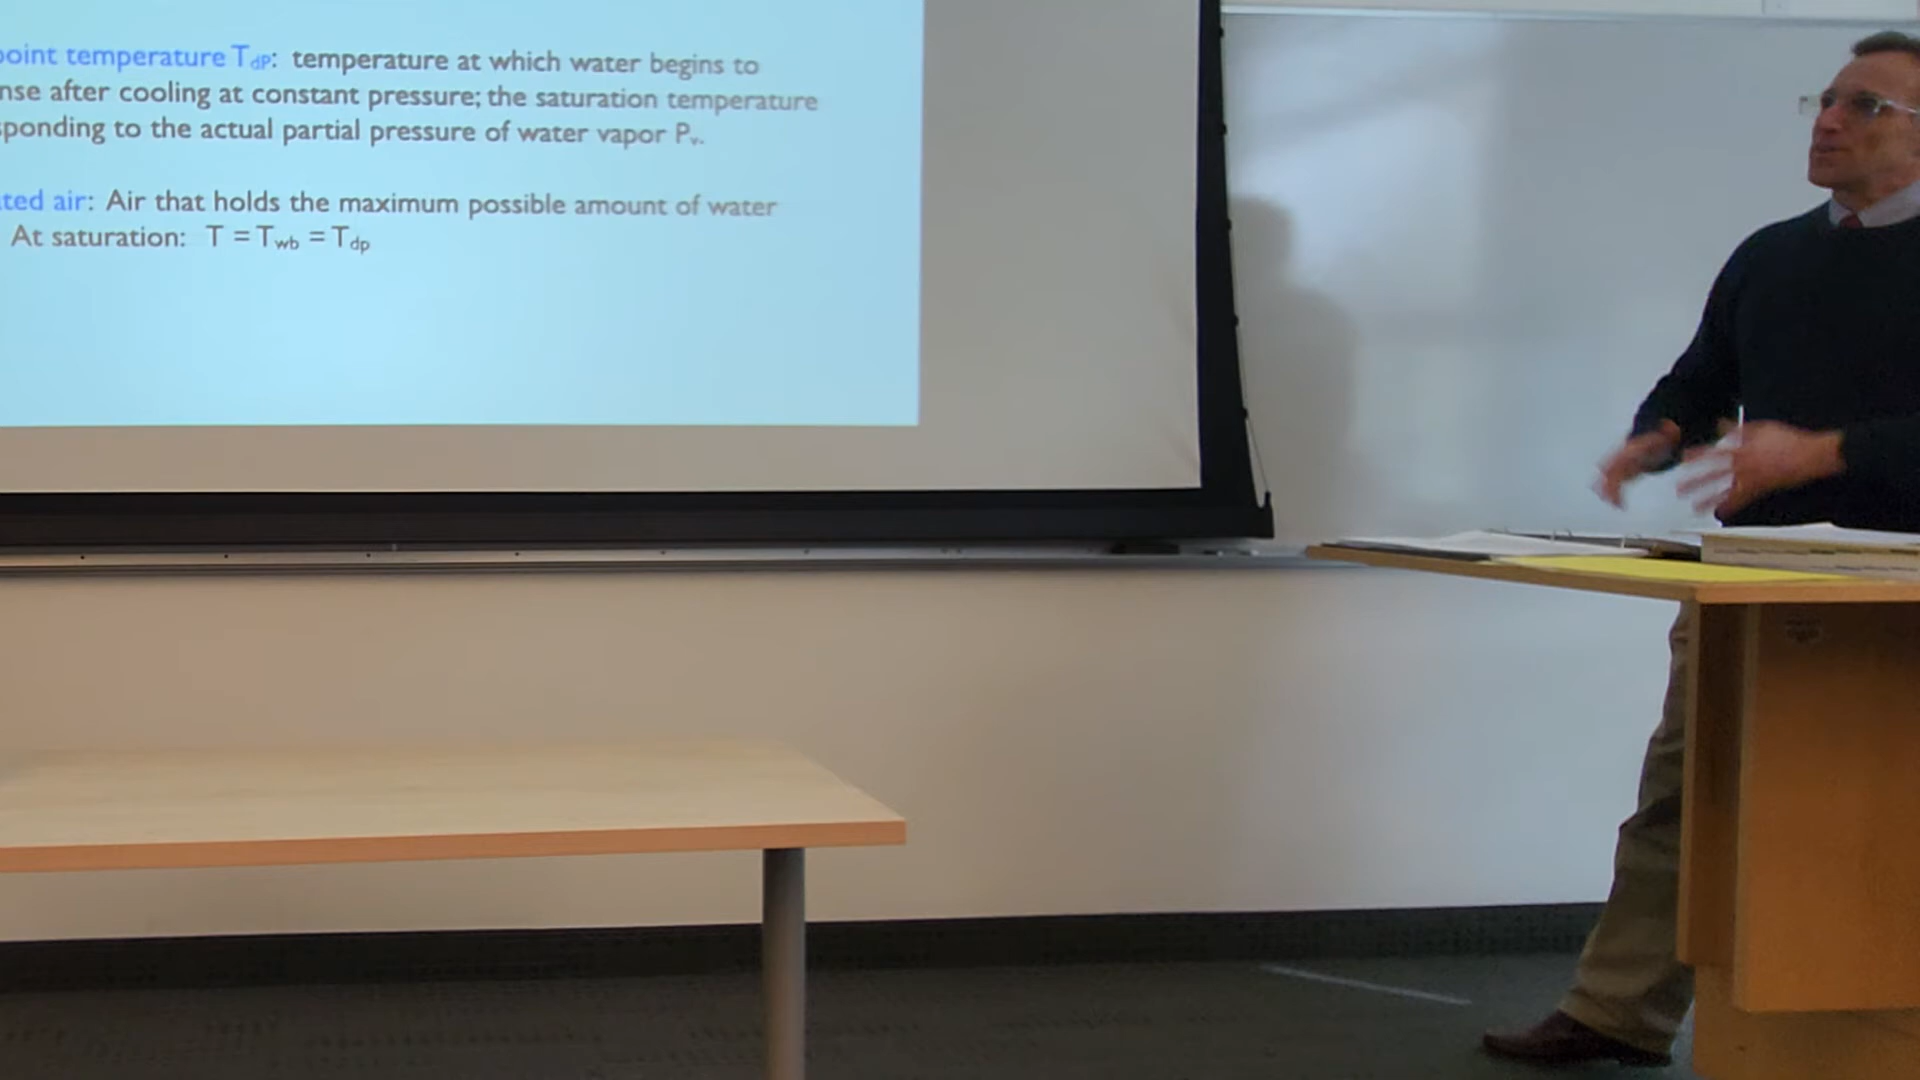 point temperature TdP: temperature at which water begins to
nse after cooling at constant pressure; the saturation temperature
sponding to the actual partial pressure of water vapor Pv.
ted air: Air that holds the maximum possible amount of water
At saturation: T = Twb = Tdp